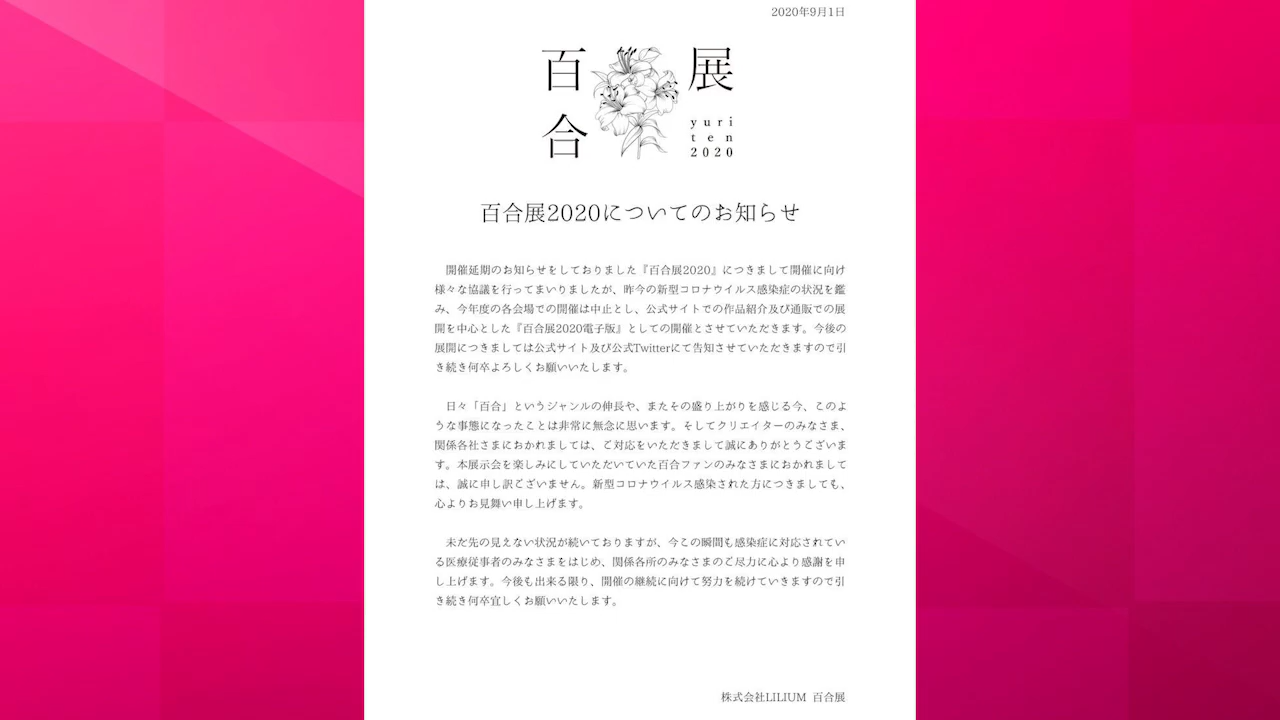 2020年9月1日
百合展
yuri
ten
2020
百合展2020についてのお知らせ
開催延期のお知らせをしておりました『百合展2020』につきまして開催に向け
様々な協議を行ってまいりましたが、昨今の新型コロナウイルス感染症の状況を鑑
み、今年度の各会場での開催は中止とし、公式サイトでの作品紹介及び通販での展
開を中心とした『百合展2020電子版』としての開催とさせていただきます。今後の
展開につきましては公式サイト及び公式Twitterにて告知させていただきますので引
き続き何卒よろしくお願いいたします。
日々「百合」というジャンルの伸長や、またその盛り上がりを感じる今、このよ
うな事態になったことは非常に無念に思います。そしてクリエイターのみなさま、
関係各社さまにおかれましては、ご対応をいただきまして誠にありがとうございま
す。本展示会を楽しみにしていただいていた百合ファンのみなさまにおかれまして
は、誠に申し訳ございません。新型コロナウイルス感染された方につきましても、
心よりお見舞い申し上げます。
未だ先の見えない状況が続いておりますが、今この瞬間も感染症に対応されてい
る医療従事者のみなさまをはじめ、関係各所のみなさまのご尽力に心より感謝を申
し上げます。今後も出来る限り、開催の継続に向けて努力を続けていきますので引
き続き何卒宜しくお願いいたします。
株式会社LILIUM 百合展